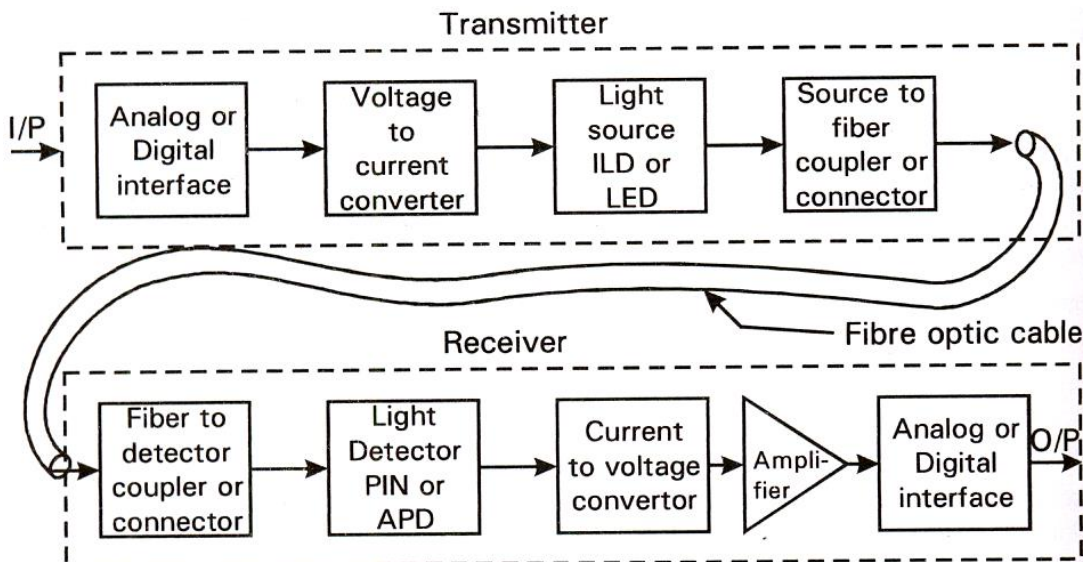 Transmitter
I/P
Analog or
Digital
interface
Voltage
to
current
converter
Light
source
ILD or
LED
Source to
fiber
coupler or
connector
Fibre optic cable
Receiver
Fiber to
detector
coupler or
connector
Light
Detector
PIN or
APD
Current
to voltage
convertor
Ampli-
fier
Analog or
Digital
interface
O/P